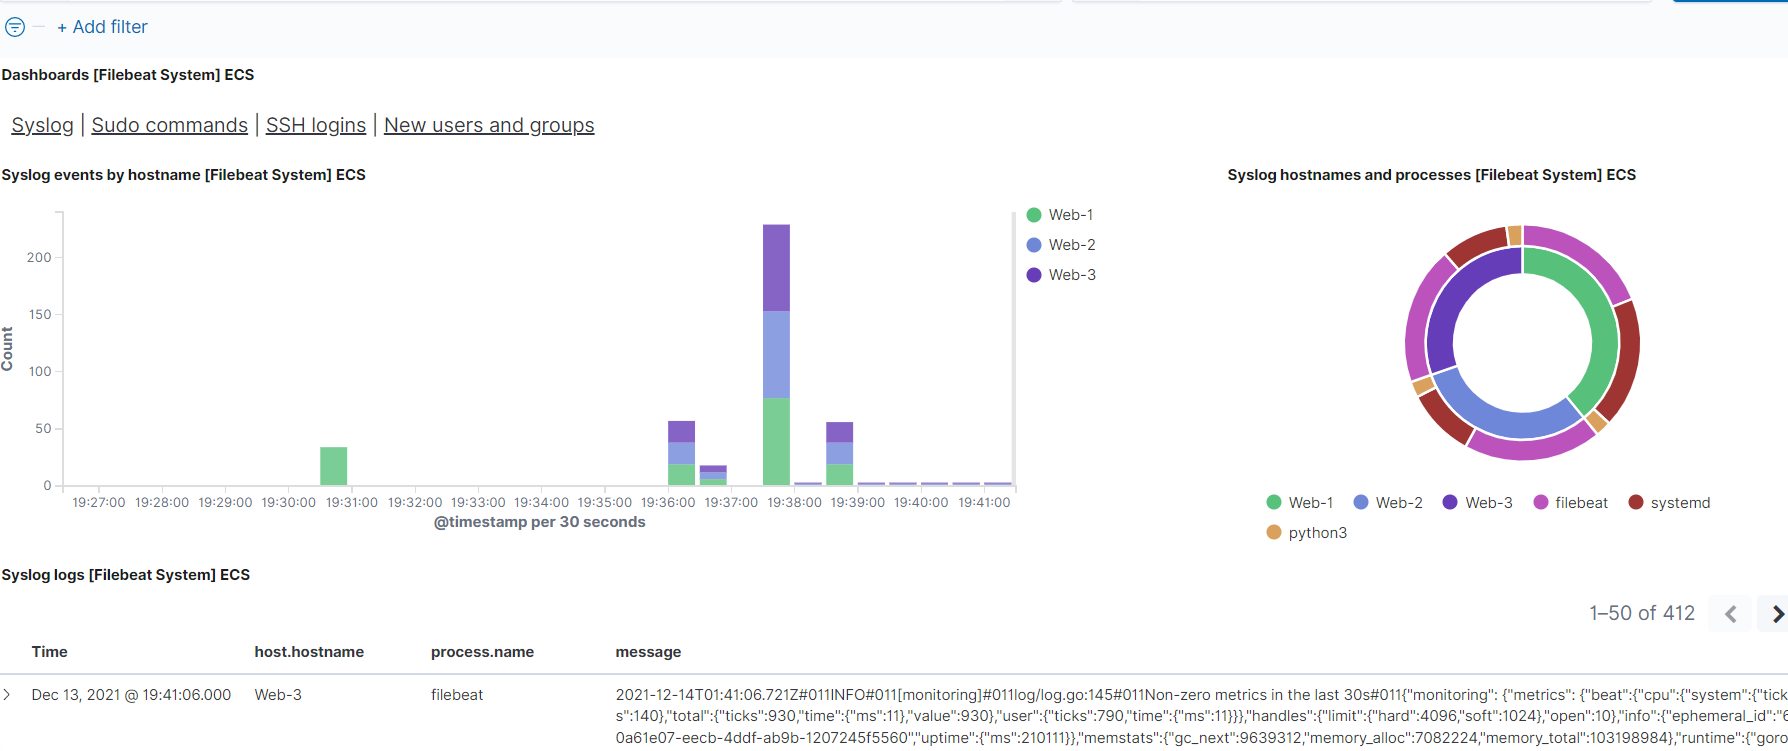 + Add filter
Dashboards [Filebeat System] ECS
Syslog | Sudo commands | SSH logins | New users and groups
Syslog events by hostname [Filebeat System] ECS
Count
200
150
100
50
0
19:27:00 19:28:00 19:29:00 19:30:00 19:31:00 19:32:00 19:33:00 19:34:00 19:35:00 19:36:00 19:37:00 19:38:00 19:39:00 19:40:00 19:41:00
@timestamp per 30 seconds
Web-1
Web-2
Web-3
Syslog hostnames and processes [Filebeat System] ECS
Web-1 Web-2 Web-3 filebeat systemd
python3
Syslog logs [Filebeat System] ECS
1–50 of 412
Time host.hostname process.name message
Dec 13, 2021 @ 19:41:06.000 Web-3 filebeat 2021-12-14T01:41:06.721Z#011INFO#011[monitoring]#011log/log.go:145#011Non-zero metrics in the last 30s#011{"monitoring": {"metrics": {"beat":{"cpu":{"system":{"tick
s":140},"total":{"ticks":930,"time":{"ms":11},"value":930},"user":{"ticks":790,"time":{"ms":11}}},"handles":{"limit":{"hard":4096,"soft":1024},"open":10},"info":{"ephemeral_id":"6
0a61e07-eecb-4ddf-ab9b-1207245f5560","uptime":{"ms":210111}},"memstats":{"gc_next":9639312,"memory_alloc":7082224,"memory_total":103198984},"runtime":{"goro